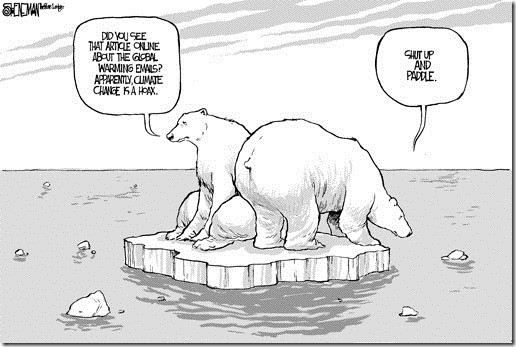 SHENEMAN
DID YOU SEE
THAT ARTICLE ONLINE
ABOUT THE GLOBAL
WARMING EMAILS?
APPARENTLY, CLIMATE
CHANGE IS A HOAX.
SHUT UP
AND
PADDLE.